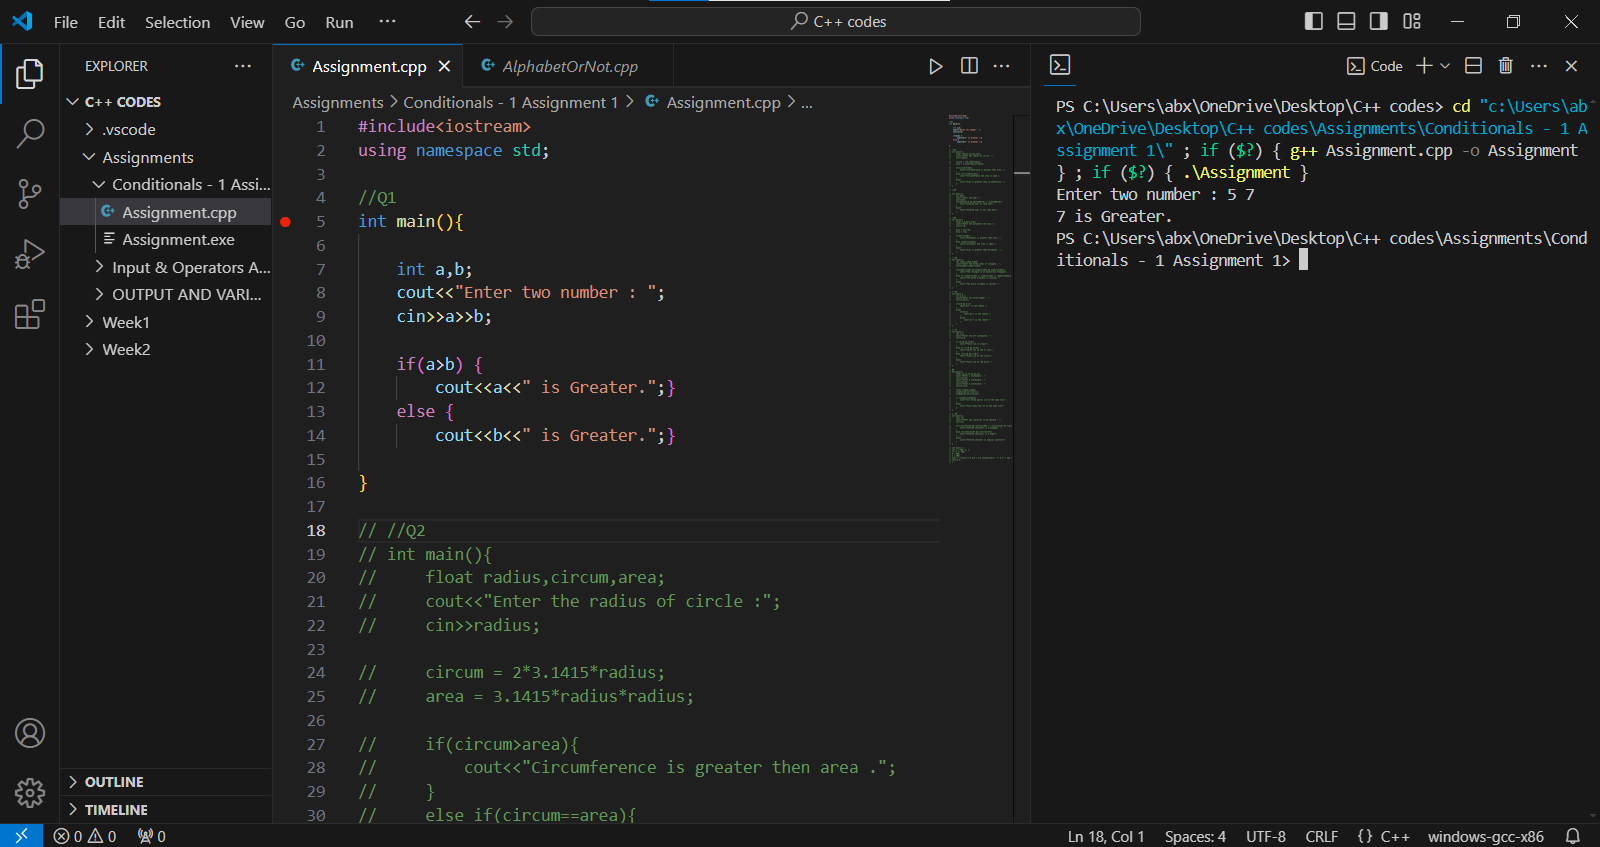 File Edit Selection View Go Run ···
C++ codes
EXPLORER
C++ CODES
.vscode
Assignments
Conditionals - 1 Assi...
Assignment.cpp
Assignment.exe
Input & Operators A...
OUTPUT AND VARI...
Week1
Week2
OUTLINE
TIMELINE
Assignment.cpp AlphabetOrNot.cpp
Assignments > Conditionals - 1 Assignment 1 > Assignment.cpp > ...
1 #include<iostream>
2 using namespace std;
3
4 //Q1
5 int main(){
6
7 int a,b;
8 cout<<"Enter two number : ";
9 cin>>a>>b;
10
11 if(a>b) {
12 cout<<a<<" is Greater.";}
13 else {
14 cout<<b<<" is Greater.";}
15
16 }
17
18 // //Q2
19 // int main(){
20 // float radius,circum,area;
21 // cout<<"Enter the radius of circle :";
22 // cin>>radius;
23
24 // circum = 2*3.1415*radius;
25 // area = 3.1415*radius*radius;
26
27 // if(circum>area){
28 // cout<<"Circumference is greater then area .";
29 // }
30 // else if(circum==area){
Code
PS C:\Users\abx\OneDrive\Desktop\C++ codes> cd "c:\Users\ab
x\OneDrive\Desktop\C++ codes\Assignments\Conditionals - 1 A
ssignment 1\" ; if ($?) { g++ Assignment.cpp -o Assignment
} ; if ($?) { .\Assignment }
Enter two number : 5 7
7 is Greater.
PS C:\Users\abx\OneDrive\Desktop\C++ codes\Assignments\Cond
itionals - 1 Assignment 1>
0 0 0
Ln 18, Col 1 Spaces: 4 UTF-8 CRLF {} C++ windows-gcc-x86